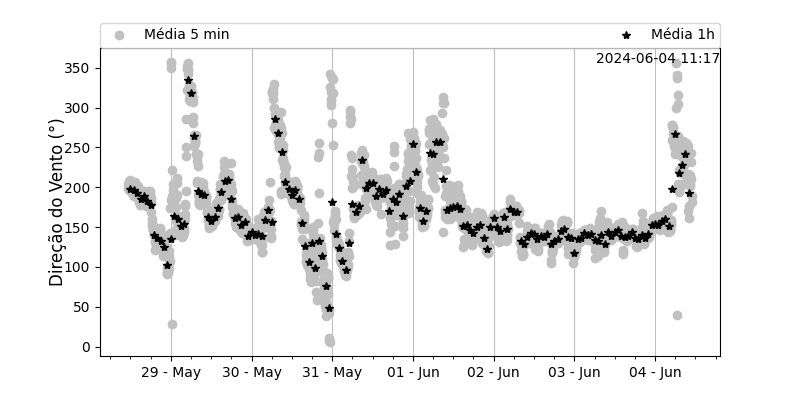 Média 5 min
Média 1h
2024-06-04 11:17
Direção do Vento (°)
350
300
250
200
150
100
50
0
29 - May
30 - May
31 - May
01 - Jun
02 - Jun
03 - Jun
04 - Jun